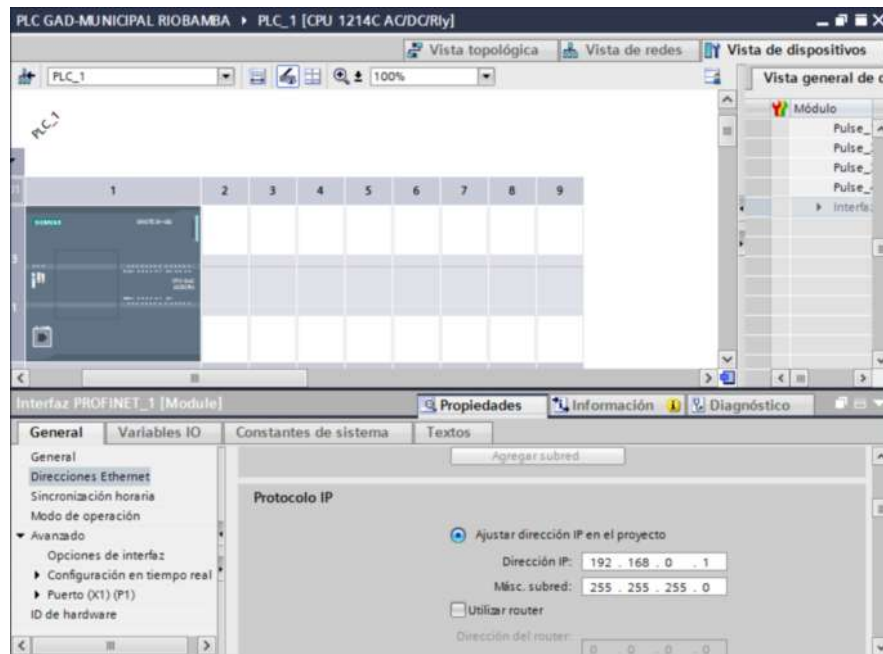 PLC GAD-MUNICIPAL RIOBAMBA ▸ PLC_1 [CPU 1214C AC/DC/Rly]
Vista topológica
Vista de redes
Vista de dispositivos
PLC_1
100%
Vista general de d
Módulo
PLC_1
Pulse_
Pulse_
Pulse_
Pulse_
Interfa
1 2 3 4 5 6 7 8 9
SIEMENS
Interfaz PROFINET_1 [Module]
Propiedades
Información
Diagnóstico
General
Variables IO
Constantes de sistema
Textos
General
Direcciones Ethernet
Sincronización horaria
Modo de operación
Avanzado
Opciones de interfaz
Configuración en tiempo real
Puerto (X1) (P1)
ID de hardware
Agregar subred
Protocolo IP
Ajustar dirección IP en el proyecto
Dirección IP: 192 . 168 . 0 . 1
Másc. subred: 255 . 255 . 255 . 0
Utilizar router
Dirección del router: 0 . 0 . 0 . 0